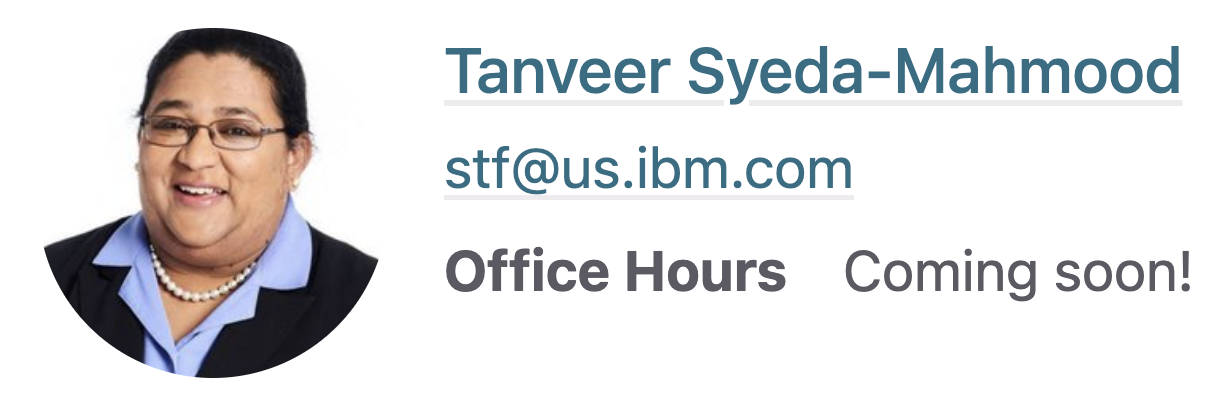 Tanveer Syeda-Mahmood
stf@us.ibm.com
Office Hours Coming soon!